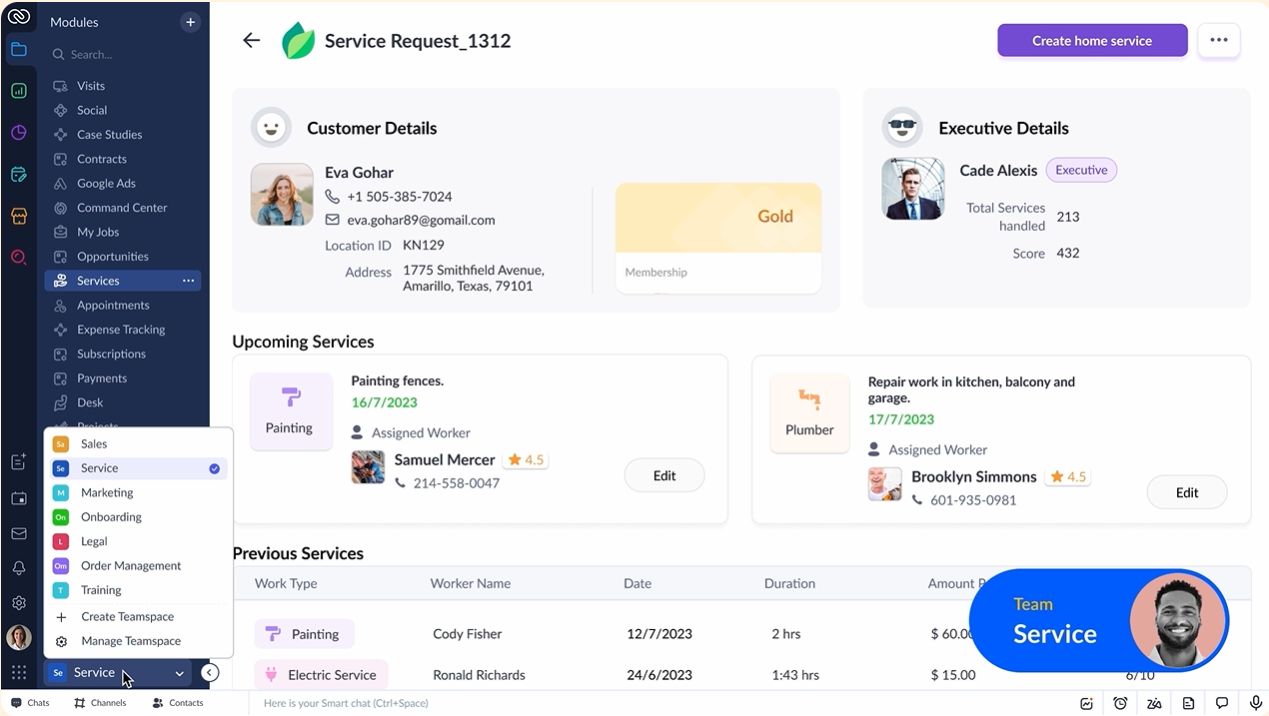 Modules
+
Search...
Visits
Social
Case Studies
Contracts
Google Ads
Command Center
My Jobs
Opportunities
Services
Appointments
Expense Tracking
Subscriptions
Payments
Desk
Projects
Sa Sales
Se Service
M Marketing
On Onboarding
L Legal
Om Order Management
T Training
+ Create Teamspace
Manage Teamspace
Se Service
Chats
Channels
Contacts
Service Request_1312
Create home service
Customer Details
Eva Gohar
+1 505-385-7024
eva.gohar89@gomail.com
Location ID KN129
Address 1775 Smithfield Avenue,
Amarillo, Texas, 79101
Gold
Membership
Executive Details
Cade Alexis Executive
Total Services
handled 213
Score 432
Upcoming Services
Painting
Painting fences.
16/7/2023
Assigned Worker
Samuel Mercer 4.5
214-558-0047
Edit
Plumber
Repair work in kitchen, balcony and
garage.
17/7/2023
Assigned Worker
Brooklyn Simmons 4.5
601-935-0981
Edit
Previous Services
Work Type Worker Name Date Duration Amount
Painting Cody Fisher 12/7/2023 2 hrs $ 60.00
Electric Service Ronald Richards 24/6/2023 1:43 hrs $ 15.00 6/10
Team
Service
Here is your Smart chat (Ctrl+Space)